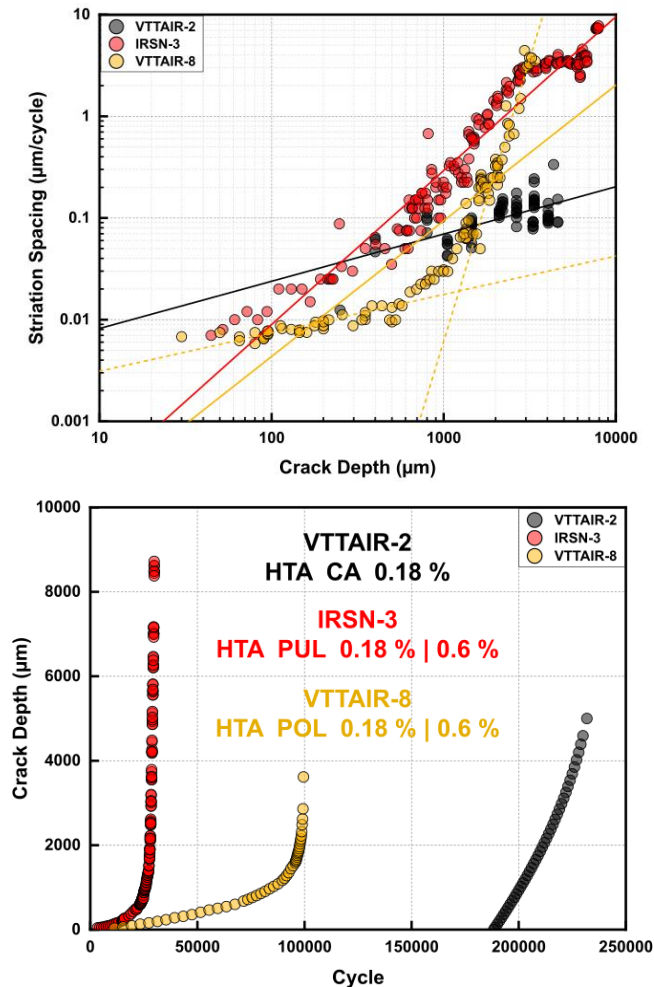 10
1
0.1
0.01
0.001
Striation Spacing (µm/cycle)
VTTAIR-2
IRSN-3
VTTAIR-8
10 100 1000 10000
Crack Depth (µm)
10000
8000
6000
4000
2000
0
Crack Depth (µm)
VTTAIR-2
HTA CA 0.18 %
IRSN-3
HTA PUL 0.18 % | 0.6 %
VTTAIR-8
HTA POL 0.18 % | 0.6 %
VTTAIR-2
IRSN-3
VTTAIR-8
0 50000 100000 150000 200000 250000
Cycle